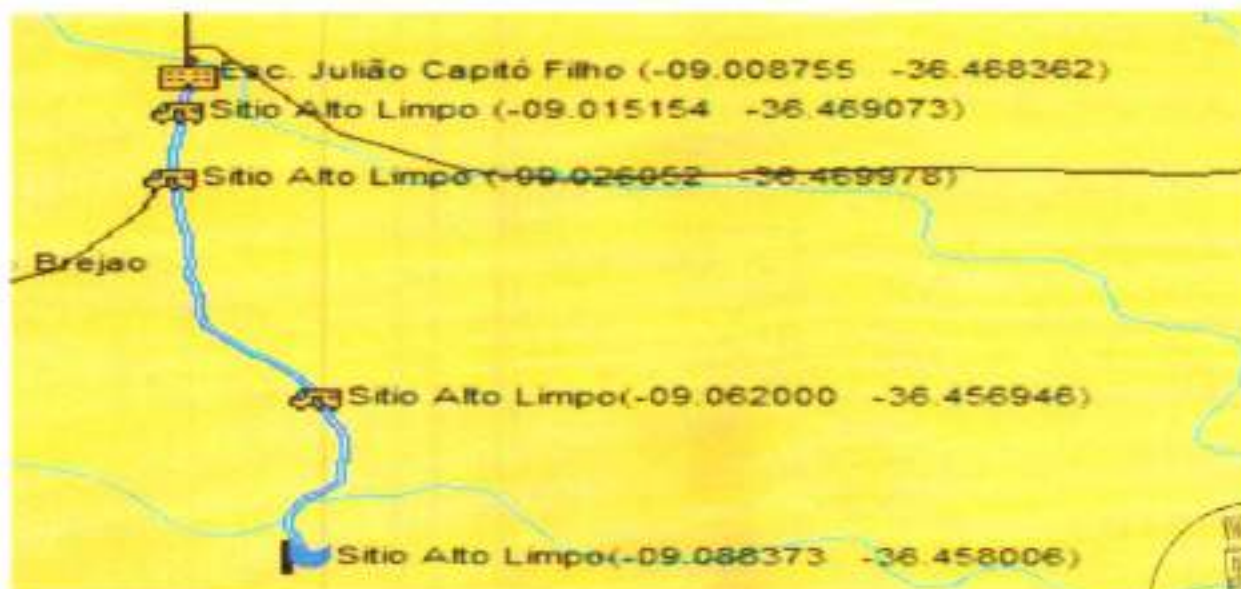 Esc. Julião Capitó Filho (-09.008755 -36.468362)
Sitio Alto Limpo (-09.015154 -36.469073)
Sitio Alto Limpo (-09.026052 -36.469978)
Brejao
Sitio Alto Limpo(-09.062000 -36.456946)
Sitio Alto Limpo(-09.086373 -36.458006)